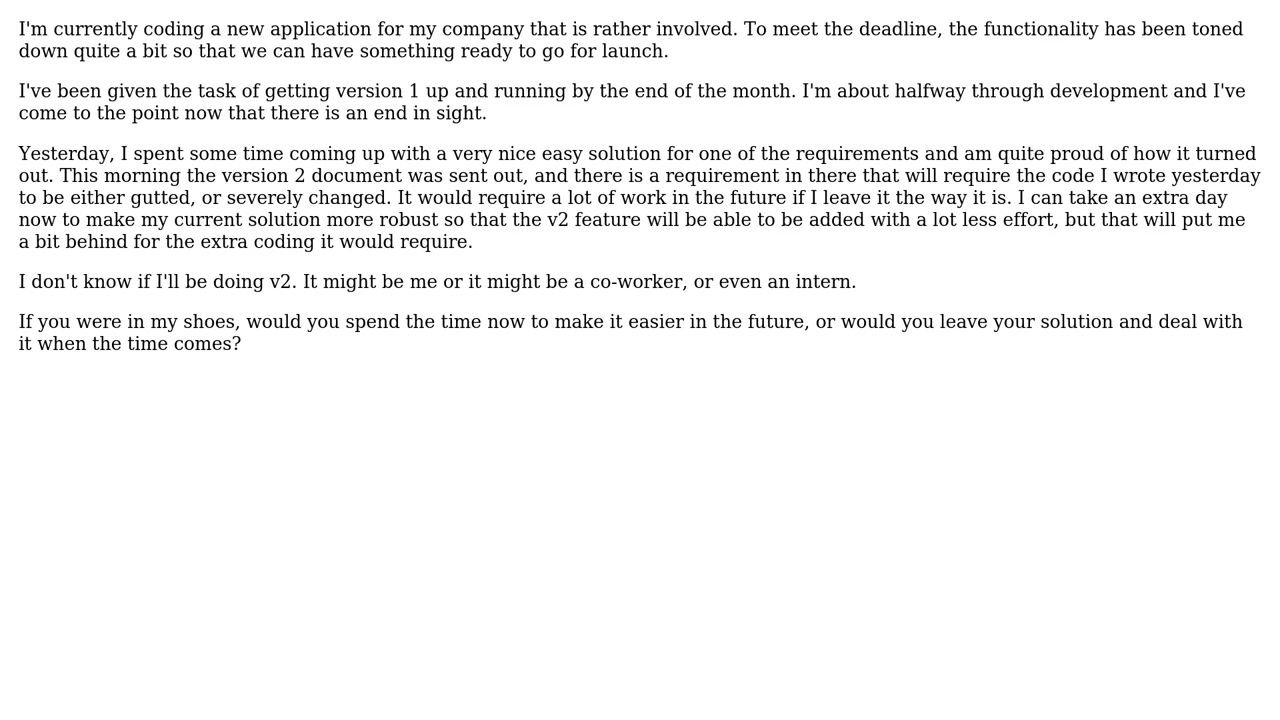 I'm currently coding a new application for my company that is rather involved. To meet the deadline, the functionality has been toned
down quite a bit so that we can have something ready to go for launch.
I've been given the task of getting version 1 up and running by the end of the month. I'm about halfway through development and I've
come to the point now that there is an end in sight.
Yesterday, I spent some time coming up with a very nice easy solution for one of the requirements and am quite proud of how it turned
out. This morning the version 2 document was sent out, and there is a requirement in there that will require the code I wrote yesterday
to be either gutted, or severely changed. It would require a lot of work in the future if I leave it the way it is. I can take an extra day
now to make my current solution more robust so that the v2 feature will be able to be added with a lot less effort, but that will put me
a bit behind for the extra coding it would require.
I don't know if I'll be doing v2. It might be me or it might be a co-worker, or even an intern.
If you were in my shoes, would you spend the time now to make it easier in the future, or would you leave your solution and deal with
it when the time comes?